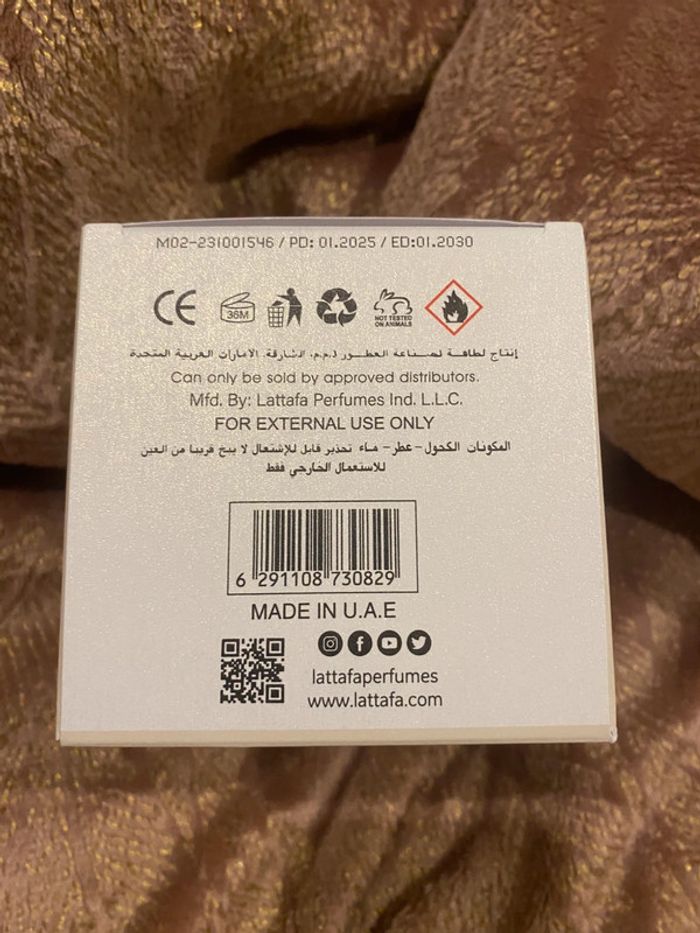 M02-231001546 / PD: 01.2025 / ED:01.2030
CE
36M
NOT TESTED
ON ANIMALS
إنتاج لطافة لصناعة العطور ذ.م.م. الشارقة. الأمارات العربية المتحدة
Can only be sold by approved distributors.
Mfd. By: Lattafa Perfumes Ind. L.L.C.
FOR EXTERNAL USE ONLY
المكونات الكحول - عطر - ماء تحذير قابل للإشتعال لا يبخ قريبا من العين
للاستعمال الخارجي فقط
6 291108 730829
MADE IN U.A.E
lattafaperfumes
www.lattafa.com